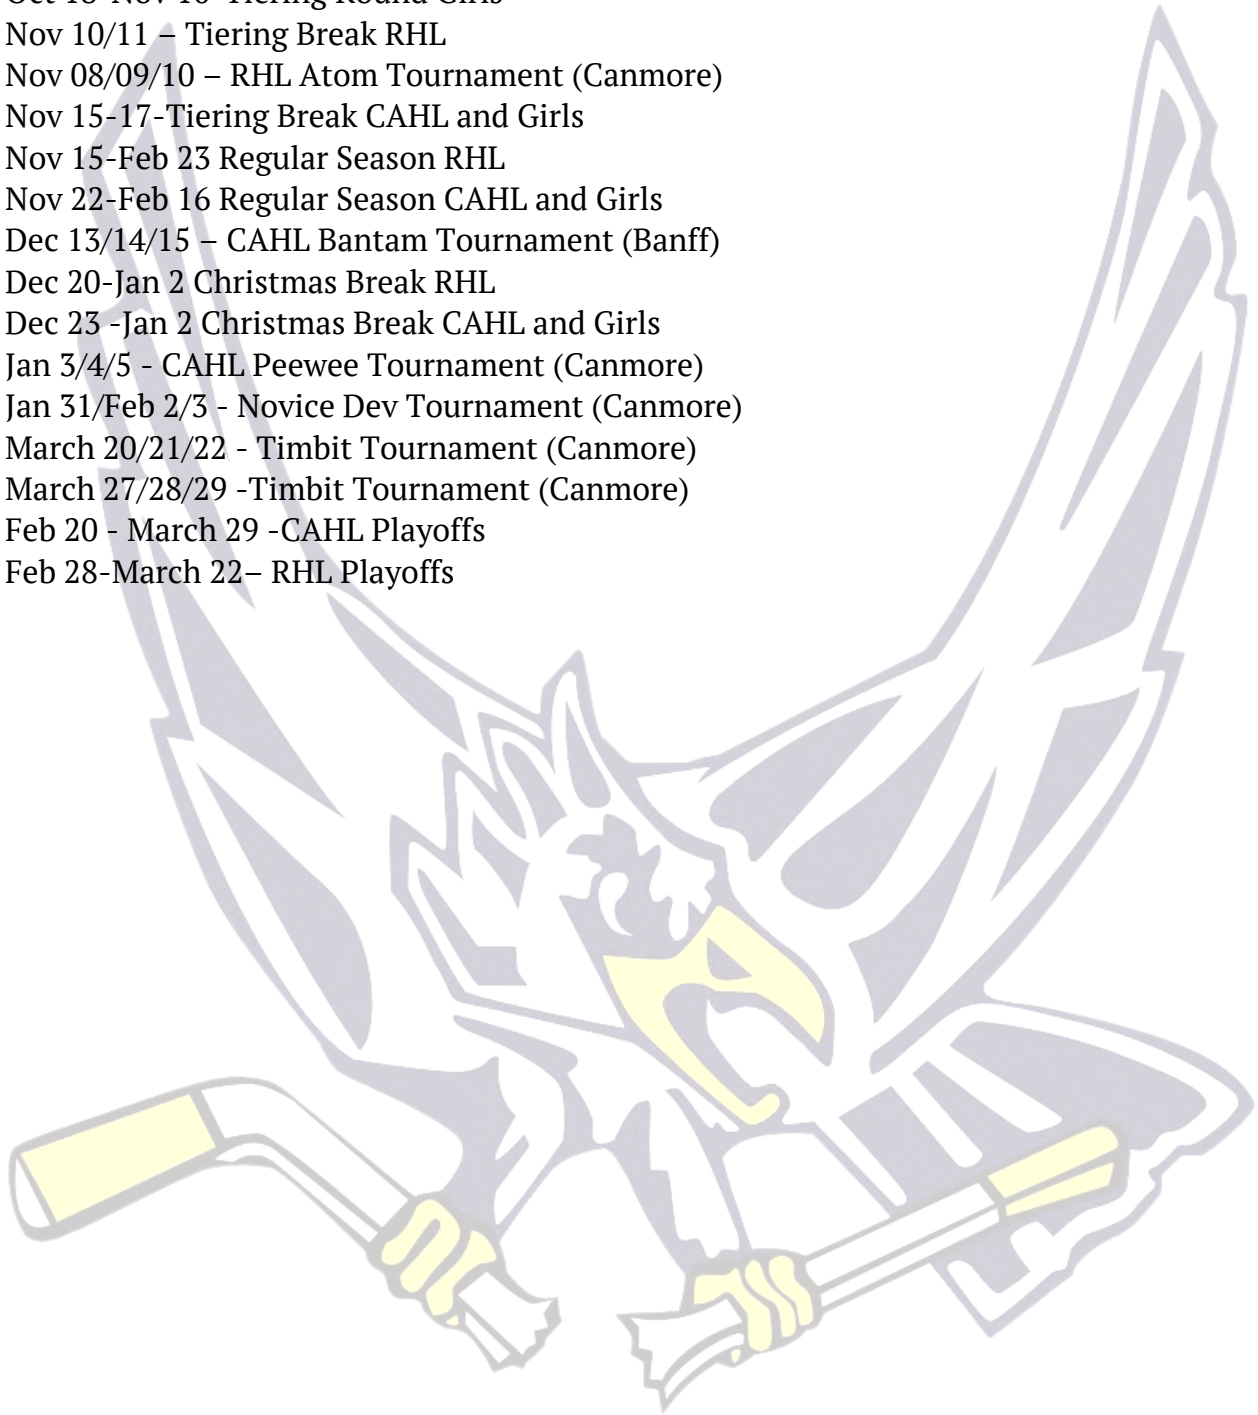 Nov 10/11 – Tiering Break RHL
Nov 08/09/10 – RHL Atom Tournament (Canmore)
Nov 15-17-Tiering Break CAHL and Girls
Nov 15-Feb 23 Regular Season RHL
Nov 22-Feb 16 Regular Season CAHL and Girls
Dec 13/14/15 – CAHL Bantam Tournament (Banff)
Dec 20-Jan 2 Christmas Break RHL
Dec 23 -Jan 2 Christmas Break CAHL and Girls
Jan 3/4/5 - CAHL Peewee Tournament (Canmore)
Jan 31/Feb 2/3 - Novice Dev Tournament (Canmore)
March 20/21/22 - Timbit Tournament (Canmore)
March 27/28/29 -Timbit Tournament (Canmore)
Feb 20 - March 29 -CAHL Playoffs
Feb 28-March 22– RHL Playoffs